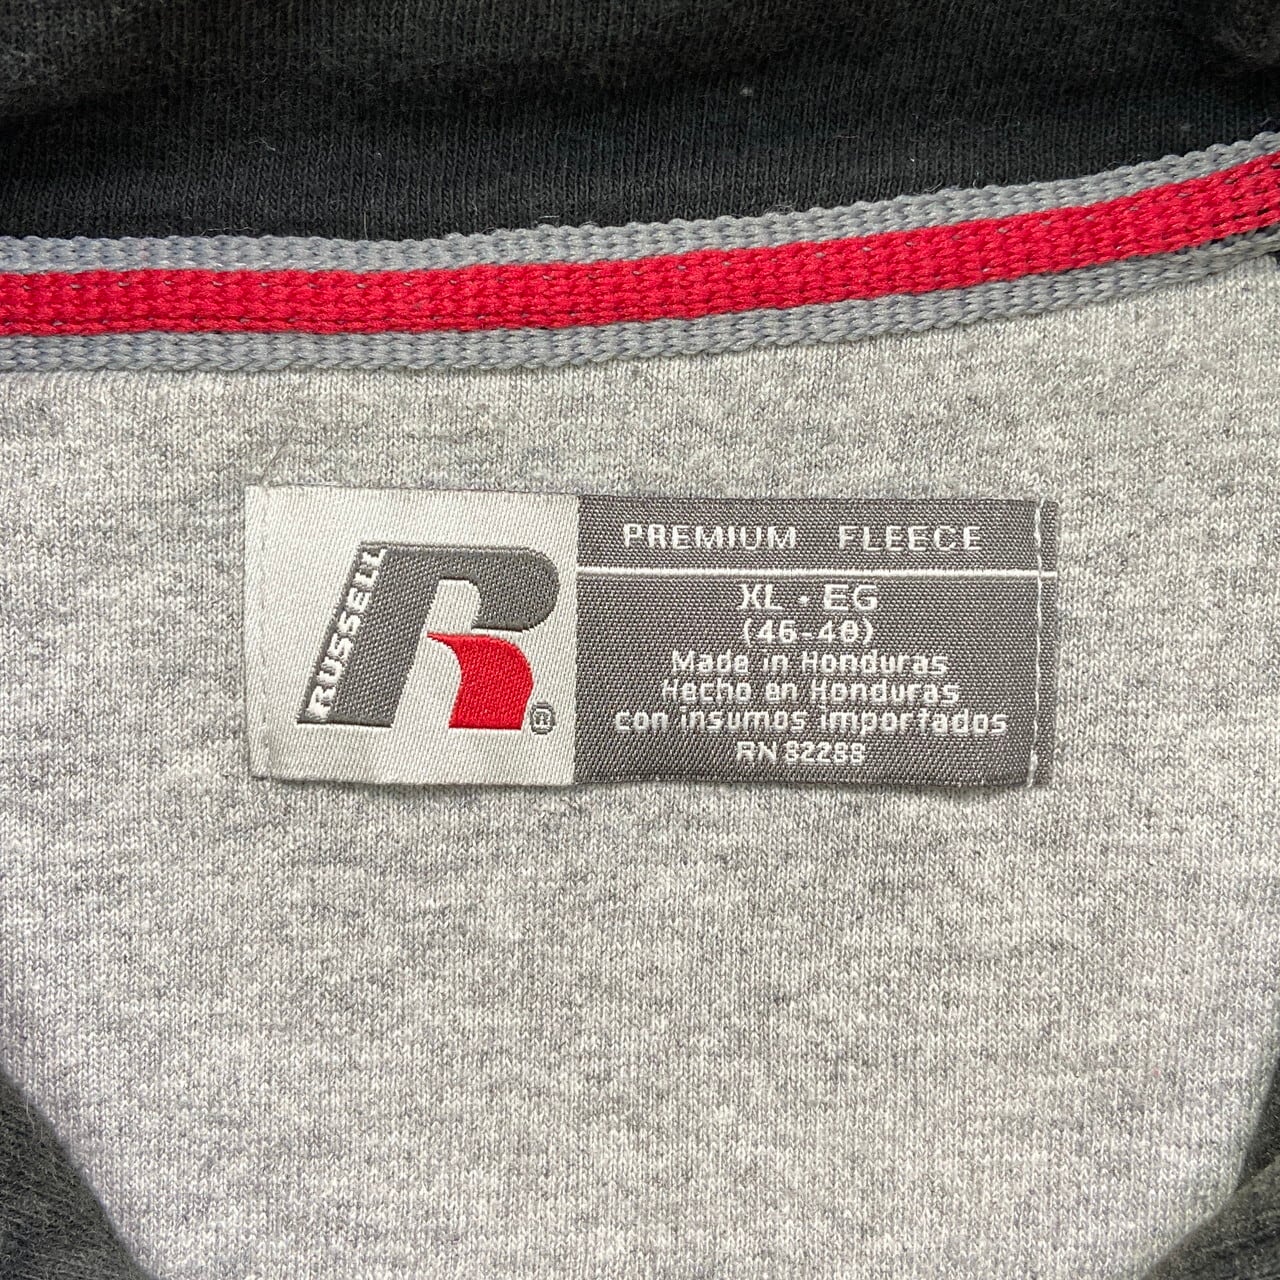 RUSSELL
R
®
PREMIUM FLEECE
XL • EG
(46-48)
Made in Honduras
Hecho en Honduras
con insumos importados
RN 82288